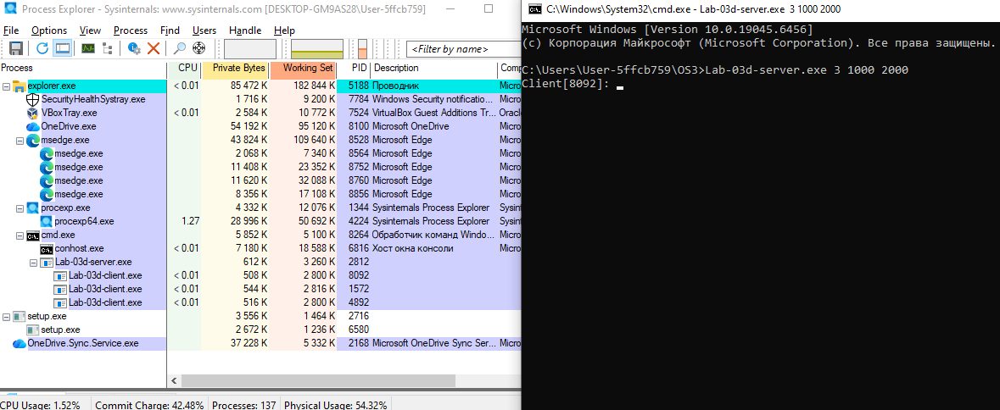 Process Explorer - Sysinternals: www.sysinternals.com [DESKTOP-GM9AS28\User-5ffcb759]
File Options View Process Find Users Handle Help
<Filter by name>
Process CPU Private Bytes Working Set PID Description Comp
explorer.exe < 0.01 85 472 K 182 844 K 5188 Проводник Micro
SecurityHealthSystray.exe 1 716 K 9 200 K 7784 Windows Security notificatio... Micro
VBoxTray.exe < 0.01 2 584 K 10 772 K 7524 VirtualBox Guest Additions Tr... Oracl
OneDrive.exe 54 192 K 95 120 K 8100 Microsoft OneDrive Micro
msedge.exe 43 824 K 109 640 K 8528 Microsoft Edge Micro
msedge.exe 2 068 K 7 340 K 8564 Microsoft Edge Micro
msedge.exe 11 408 K 23 352 K 8752 Microsoft Edge Micro
msedge.exe 11 620 K 32 088 K 8760 Microsoft Edge Micro
msedge.exe 8 356 K 17 108 K 8856 Microsoft Edge Micro
procexp.exe 4 332 K 12 076 K 1344 Sysinternals Process Explorer Sysin
procexp64.exe 1.27 28 996 K 50 692 K 4224 Sysinternals Process Explorer Sysin
cmd.exe 5 852 K 5 100 K 8264 Обработчик команд Windo... Micro
conhost.exe < 0.01 7 180 K 18 588 K 6816 Хост окна консоли Micro
Lab-03d-server.exe 612 K 3 260 K 2812
Lab-03d-client.exe < 0.01 508 K 2 800 K 8092
Lab-03d-client.exe < 0.01 544 K 2 816 K 1572
Lab-03d-client.exe < 0.01 516 K 2 800 K 4892
setup.exe 3 556 K 1 464 K 2716
setup.exe 2 672 K 1 236 K 6580
OneDrive.Sync.Service.exe 37 228 K 5 332 K 2168 Microsoft OneDrive Sync Ser... Micro
CPU Usage: 1.52% Commit Charge: 42.48% Processes: 137 Physical Usage: 54.32%
C:\Windows\System32\cmd.exe - Lab-03d-server.exe 3 1000 2000
Microsoft Windows [Version 10.0.19045.6456]
(c) Корпорация Майкрософт (Microsoft Corporation). Все права защищены.
C:\Users\User-5ffcb759\OS3>Lab-03d-server.exe 3 1000 2000
Client[8092]: